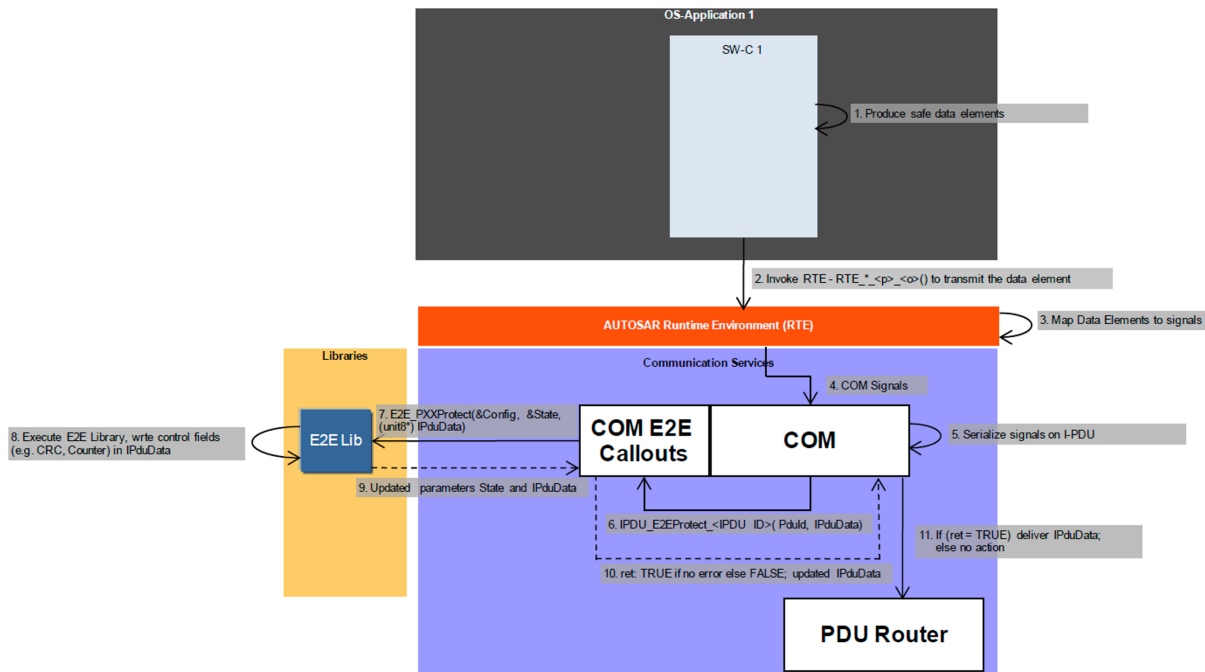 OS-Application 1
SW-C 1
1. Produce safe data elements
2. Invoke RTE - RTE_*_<p>_<o>() to transmit the data element
AUTOSAR Runtime Environment (RTE)
3. Map Data Elements to signals
Libraries
Communication Services
4. COM Signals
7. E2E_PXXProtect(&Config, &State,
(unit8*) IPduData)
8. Execute E2E Library, wrte control fields
(e.g. CRC, Counter) in IPduData
E2E Lib
COM E2E
Callouts
COM
5. Serialize signals on I-PDU
9. Updated parameters State and IPduData
6. IPDU_E2EProtect_<IPDU ID>( PduId, IPduData)
11. If (ret = TRUE) deliver IPduData;
else no action
10. ret: TRUE if no error else FALSE; updated IPduData
PDU Router